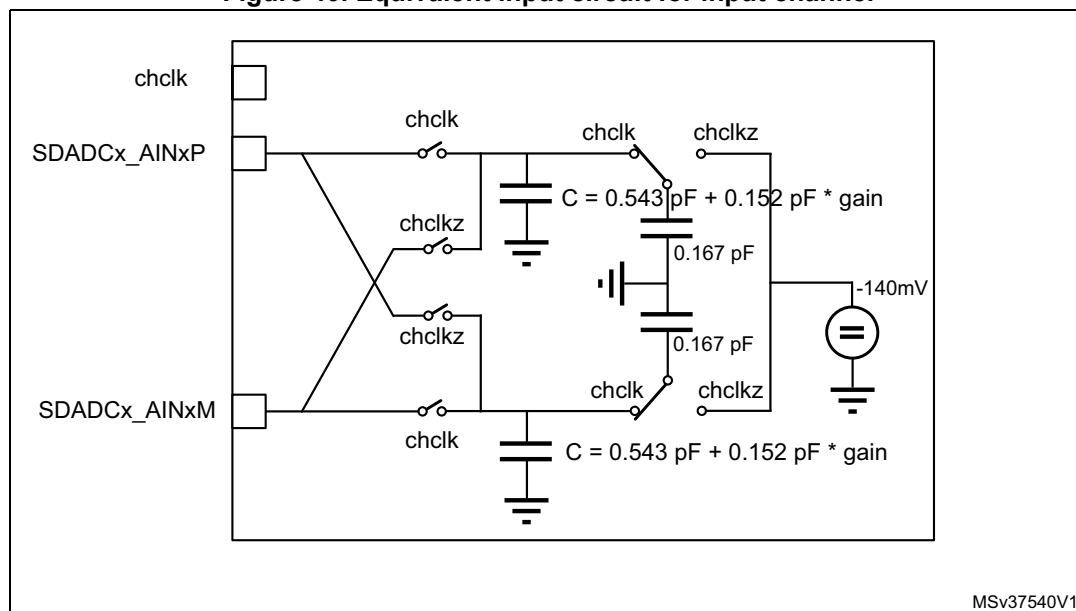 Figure 40. Equivalent input circuit for input channel
chclk
SDADCx_AINxP
chclk
chclk
chclkz
C = 0.543 pF + 0.152 pF * gain
chclkz
0.167 pF
-140mV
chclkz
0.167 pF
SDADCx_AINxM
chclk
chclkz
chclk
C = 0.543 pF + 0.152 pF * gain
MSv37540V1